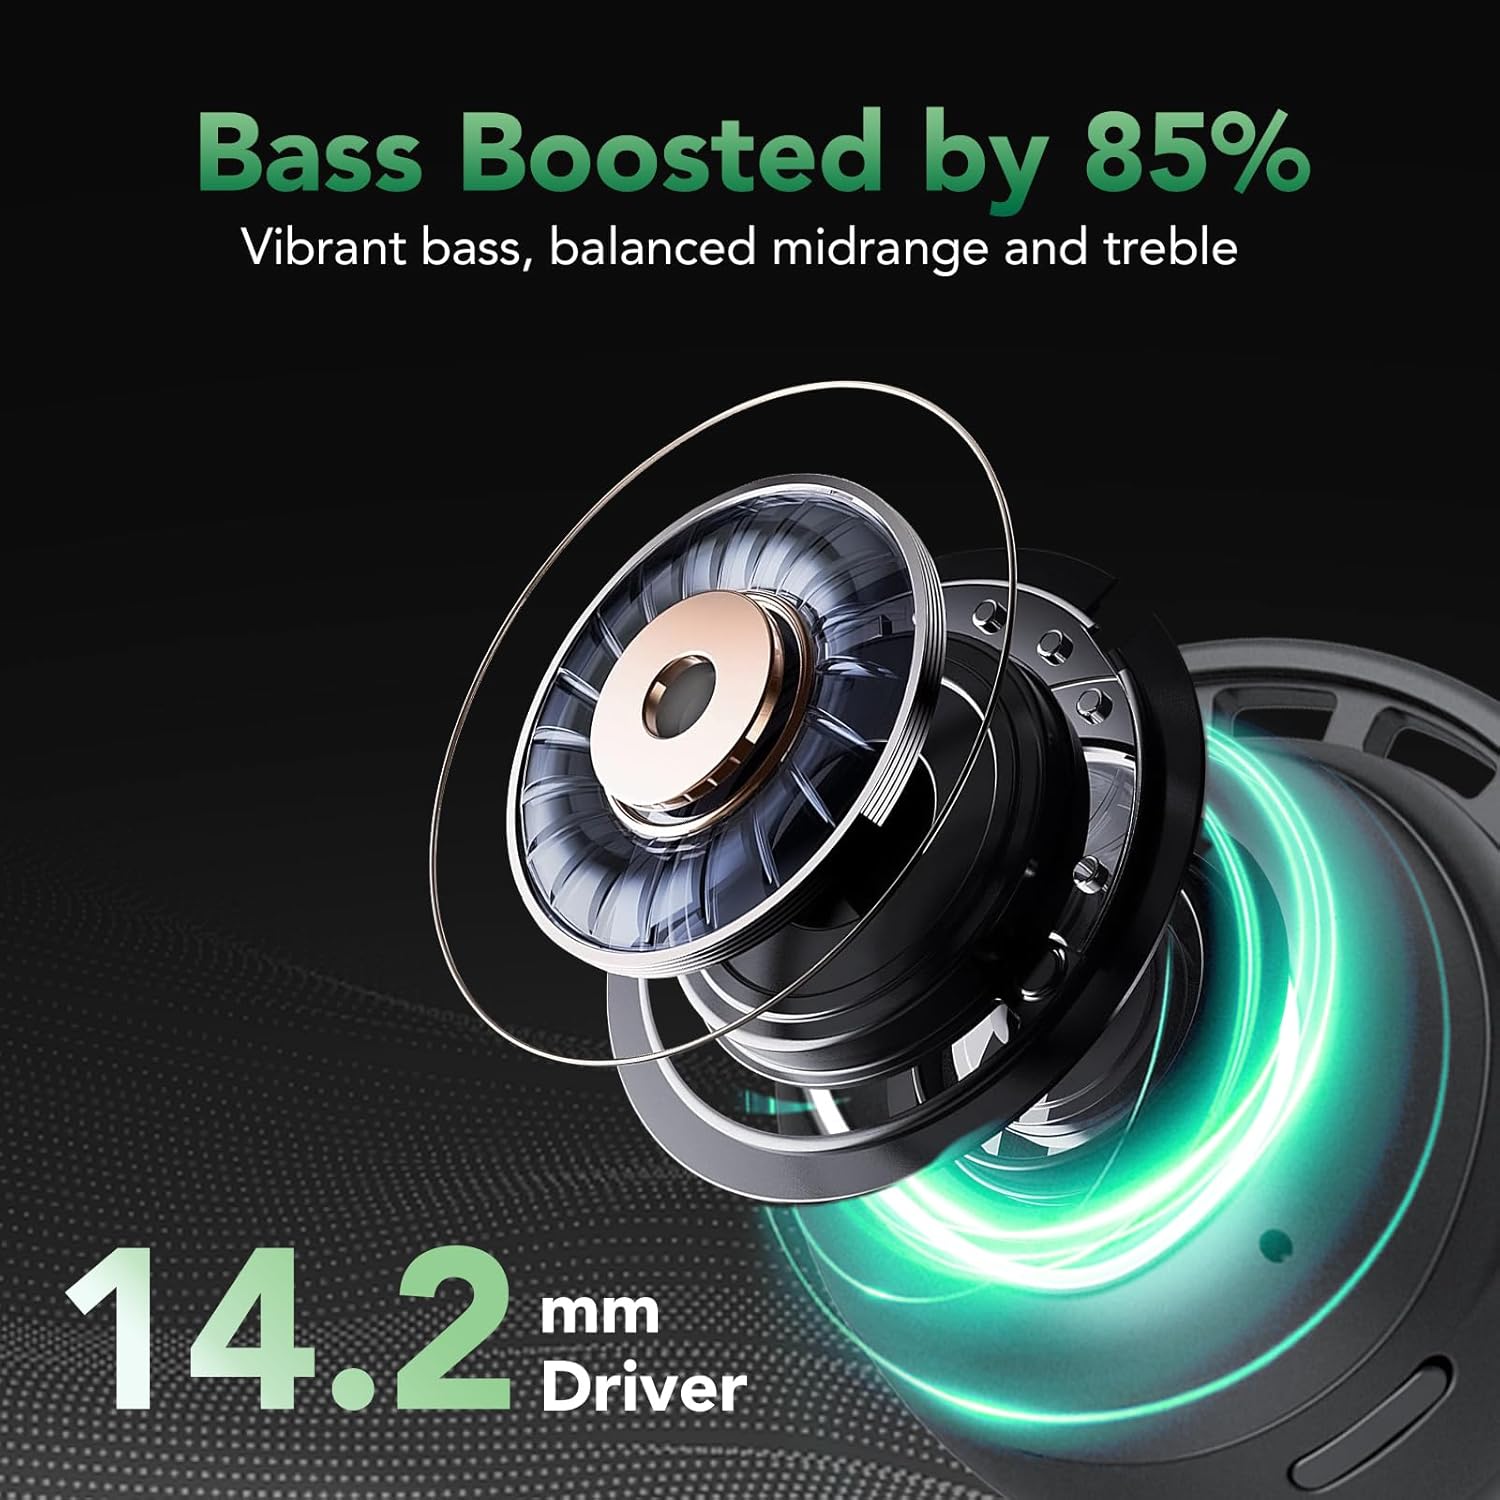 Bass Boosted by 85%
Vibrant bass, balanced midrange and treble
14.2 mm
Driver